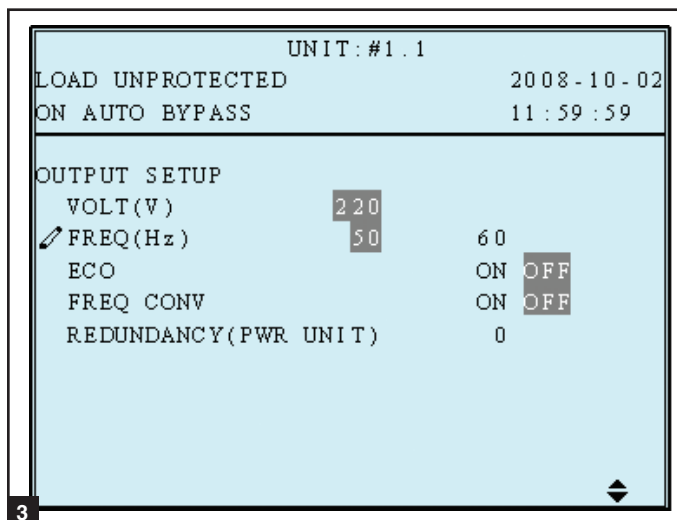 UNIT:#1.1
LOAD UNPROTECTED 2008-10-02
ON AUTO BYPASS 11:59:59
OUTPUT SETUP
VOLT(V) 220
FREQ(Hz) 50 60
ECO ON OFF
FREQ CONV ON OFF
REDUNDANCY(PWR UNIT) 0
3